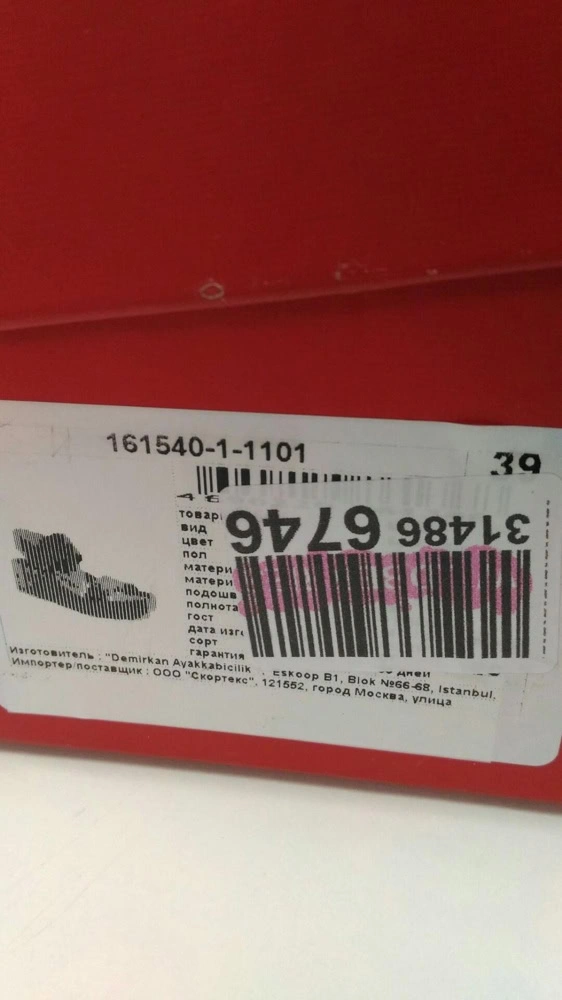 161540-1-1101
39
товар
вид
цвет
пол
матери
матери
подошв
полнота
гост
дата изго
сорт
гарантия
дней
31486 6746
Изготовитель : "Demirkan Ayakkabicilik Eskoop B1, Blok №66-68, Istanbul,
Импортер/поставщик : ООО "Скортекс", 121552, город Москва, улица